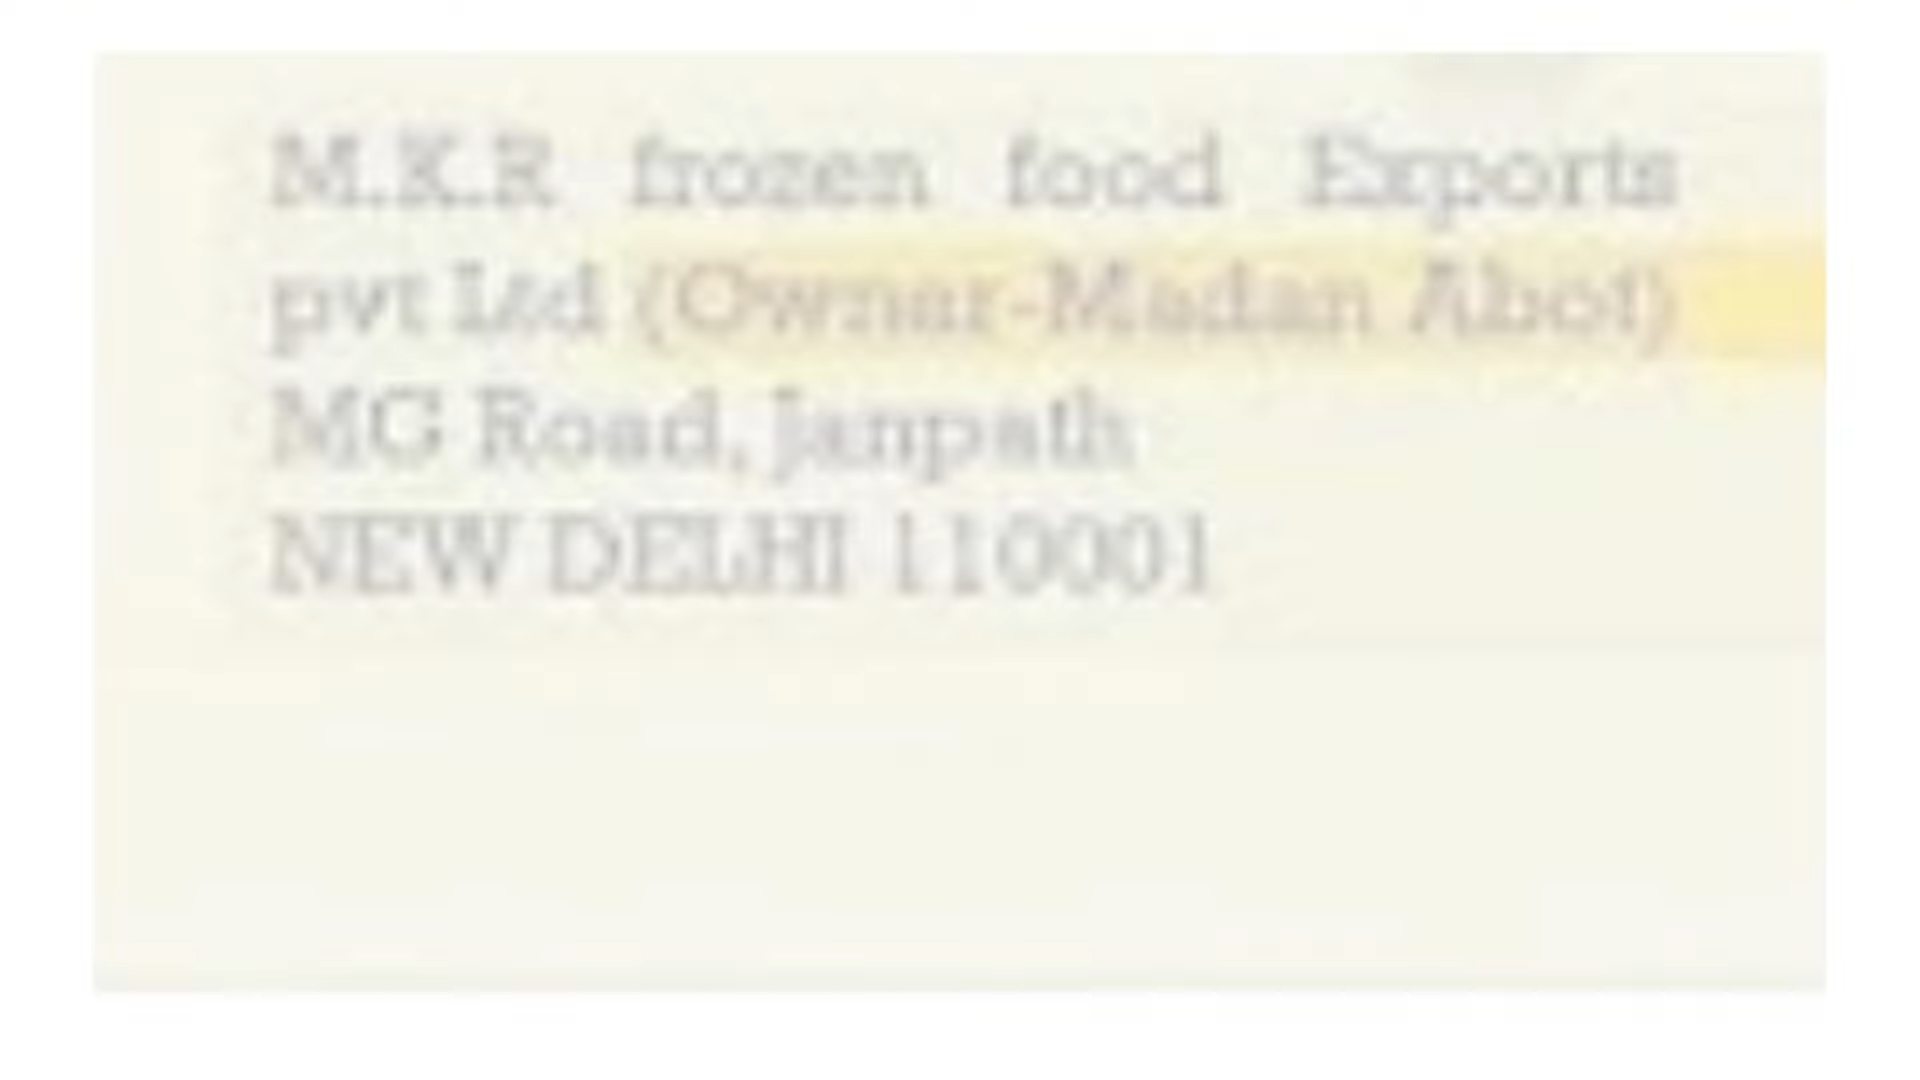 M.K.R frozen food Exports
pvt Ltd (Owner-Madan Abot)
MG Road, Janpath
NEW DELHI 110001